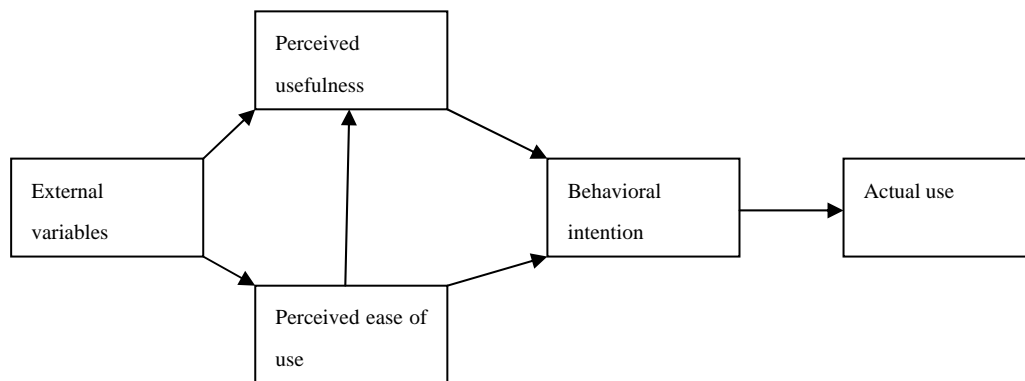 Perceived
usefulness
External
variables
Behavioral
intention
Actual use
Perceived ease of
use